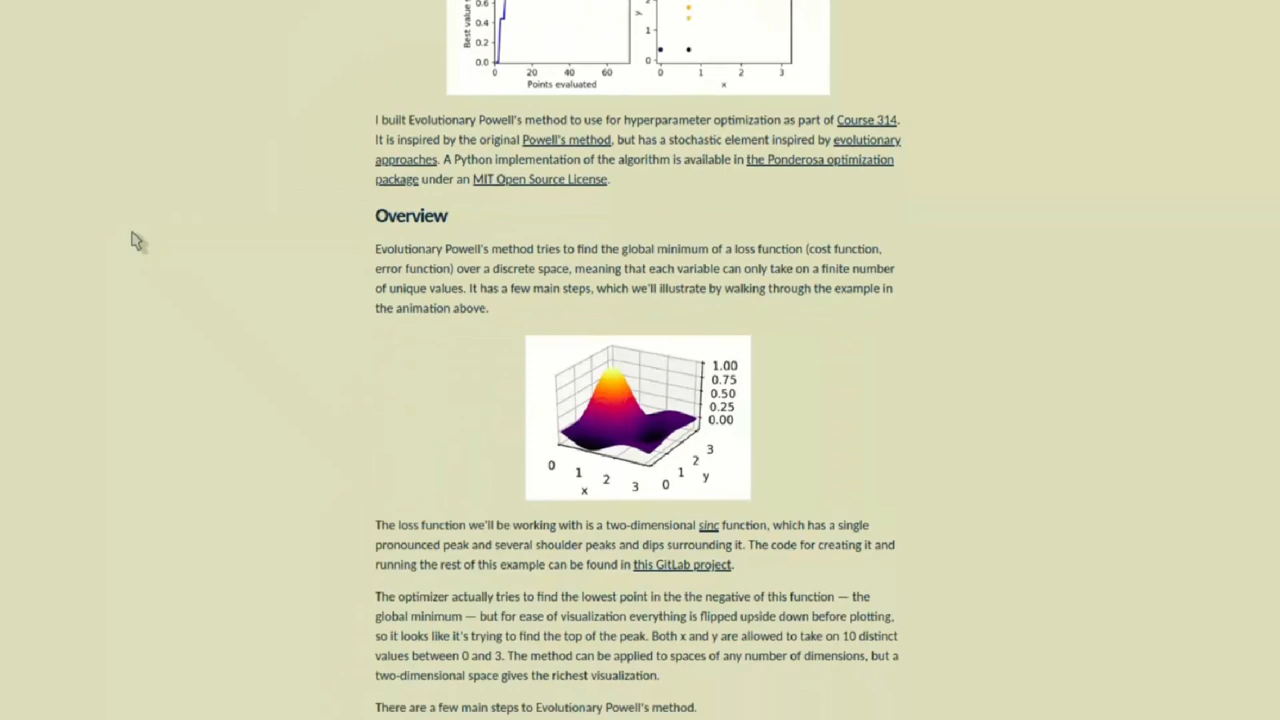 Best value s
0.6
0.4
0.2
0.0
0 20 40 60
Points evaluated
y
2
1
0
0 1 2 3
x
I built Evolutionary Powell's method to use for hyperparameter optimization as part of Course 314.
It is inspired by the original Powell's method, but has a stochastic element inspired by evolutionary
approaches. A Python implementation of the algorithm is available in the Ponderosa optimization
package under an MIT Open Source License.
Overview
Evolutionary Powell's method tries to find the global minimum of a loss function (cost function,
error function) over a discrete space, meaning that each variable can only take on a finite number
of unique values. It has a few main steps, which we'll illustrate by walking through the example in
the animation above.
1.00
0.75
0.50
0.25
0.00
0 1 2 3
x
0 1 2 3
y
The loss function we'll be working with is a two-dimensional sinc function, which has a single
pronounced peak and several shoulder peaks and dips surrounding it. The code for creating it and
running the rest of this example can be found in this GitLab project.
The optimizer actually tries to find the lowest point in the the negative of this function — the
global minimum — but for ease of visualization everything is flipped upside down before plotting,
so it looks like it's trying to find the top of the peak. Both x and y are allowed to take on 10 distinct
values between 0 and 3. The method can be applied to spaces of any number of dimensions, but a
two-dimensional space gives the richest visualization.
There are a few main steps to Evolutionary Powell's method.